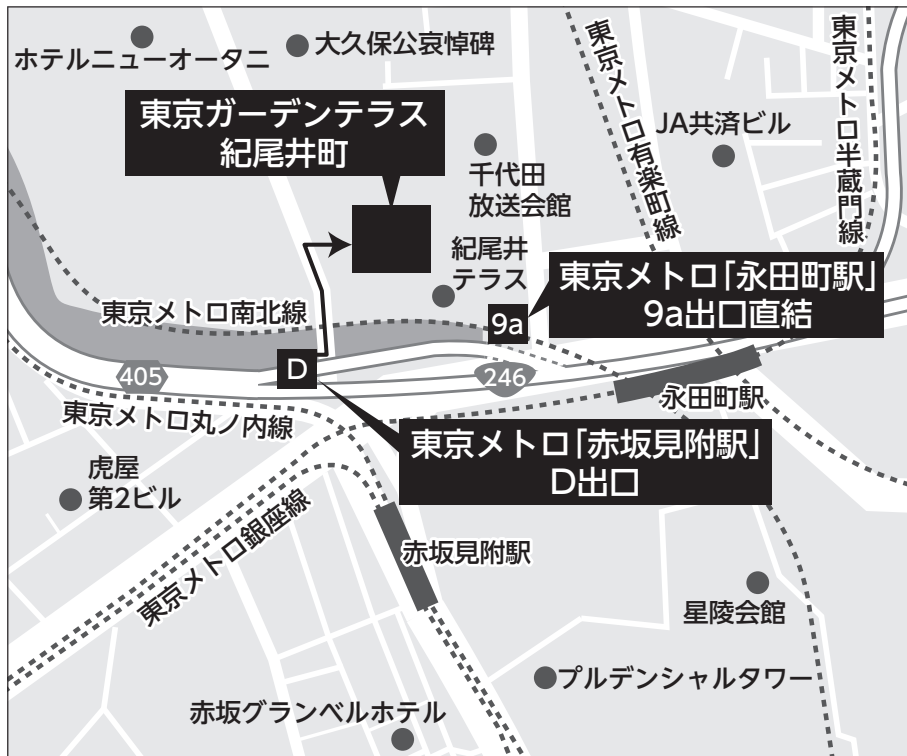 ホテルニューオータニ
大久保公哀悼碑
東京ガーデンテラス
紀尾井町
東京メトロ有楽町線
JA共済ビル
東京メトロ半蔵門線
千代田
放送会館
紀尾井
テラス
東京メトロ「永田町駅」
9a出口直結
東京メトロ南北線
9a
D
405
246
永田町駅
東京メトロ丸ノ内線
東京メトロ「赤坂見附駅」
D出口
虎屋
第2ビル
東京メトロ銀座線
赤坂見附駅
星陵会館
プルデンシャルタワー
赤坂グランベルホテル